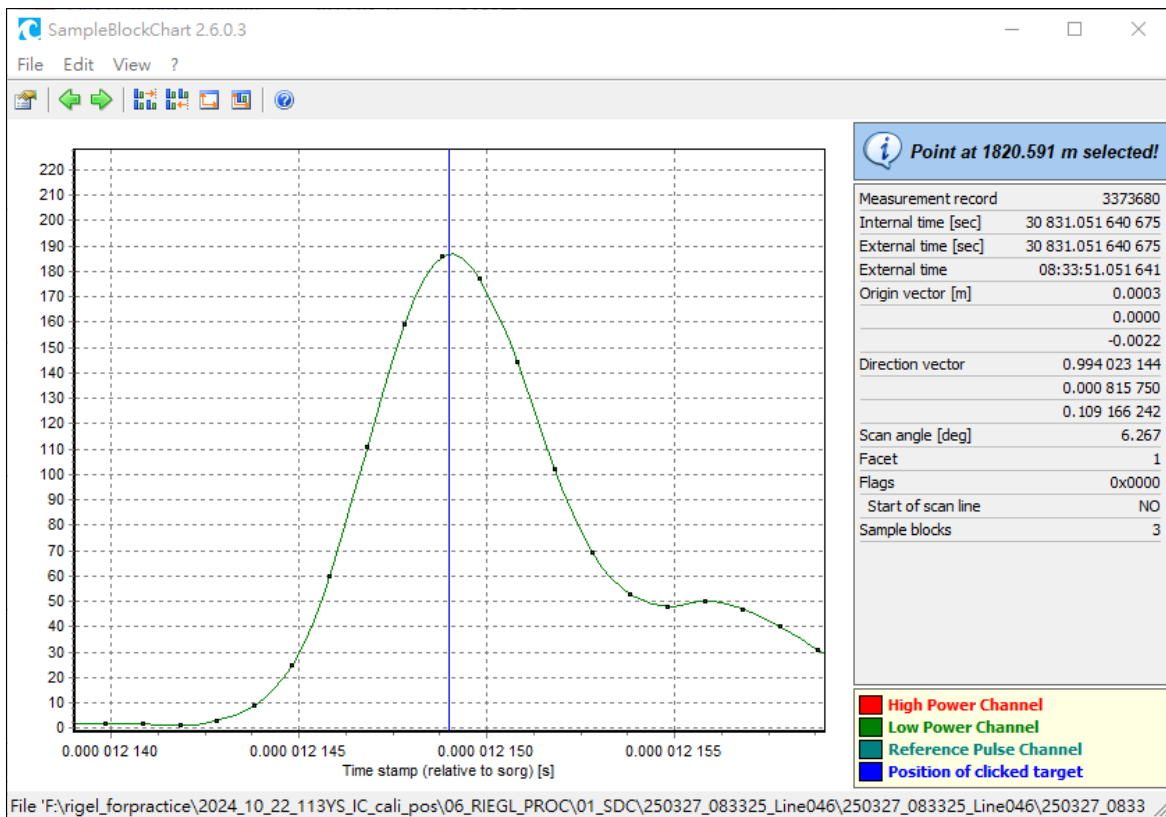 SampleBlockChart 2.6.0.3
File Edit View ?
220
210
200
190
180
170
160
150
140
130
120
110
100
90
80
70
60
50
40
30
20
10
0
0.000 012 140 0.000 012 145 0.000 012 150 0.000 012 155
Time stamp (relative to sorg) [s]
Point at 1820.591 m selected!
Measurement record 3373680
Internal time [sec] 30 831.051 640 675
External time [sec] 30 831.051 640 675
External time 08:33:51.051 641
Origin vector [m] 0.0003
0.0000
-0.0022
Direction vector 0.994 023 144
0.000 815 750
0.109 166 242
Scan angle [deg] 6.267
Facet 1
Flags 0x0000
Start of scan line NO
Sample blocks 3
High Power Channel
Low Power Channel
Reference Pulse Channel
Position of clicked target
File 'F:\rigel_forpractice\2024_10_22_113YS_IC_cali_pos\06_RIEGL_PROC\01_SDC\250327_083325_Line046\250327_083325_Line046\250327_0833